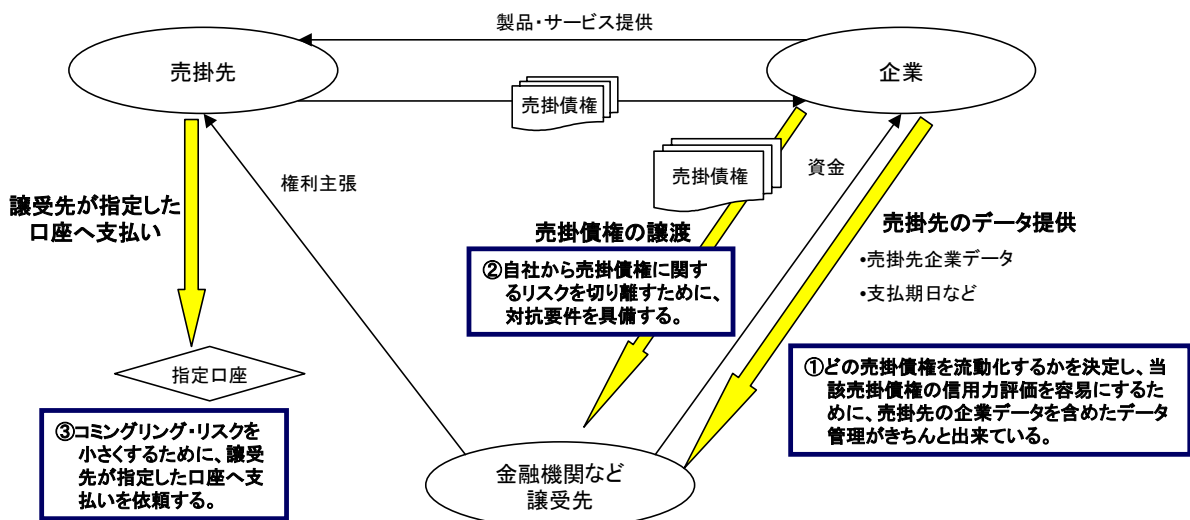 製品・サービス提供
売掛先
企業
売掛債権
売掛債権
資金
権利主張
譲受先が指定した
口座へ支払い
売掛債権の譲渡
売掛先のデータ提供
•売掛先企業データ
•支払期日など
②自社から売掛債権に関す
るリスクを切り離すために、
対抗要件を具備する。
①どの売掛債権を流動化するかを決定し、当
該売掛債権の信用力評価を容易にするた
めに、売掛先の企業データを含めたデータ
管理がきちんと出来ている。
指定口座
③コミングリング・リスクを
小さくするために、譲受
先が指定した口座へ支
払いを依頼する。
金融機関など
譲受先